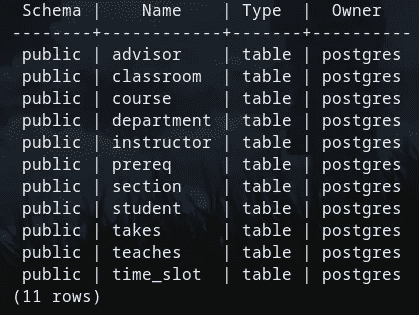 Schema |    Name    | Type  |  Owner
--------+------------+-------+----------
 public | advisor    | table | postgres
 public | classroom  | table | postgres
 public | course     | table | postgres
 public | department | table | postgres
 public | instructor | table | postgres
 public | prereq     | table | postgres
 public | section    | table | postgres
 public | student    | table | postgres
 public | takes      | table | postgres
 public | teaches    | table | postgres
 public | time_slot  | table | postgres
(11 rows)